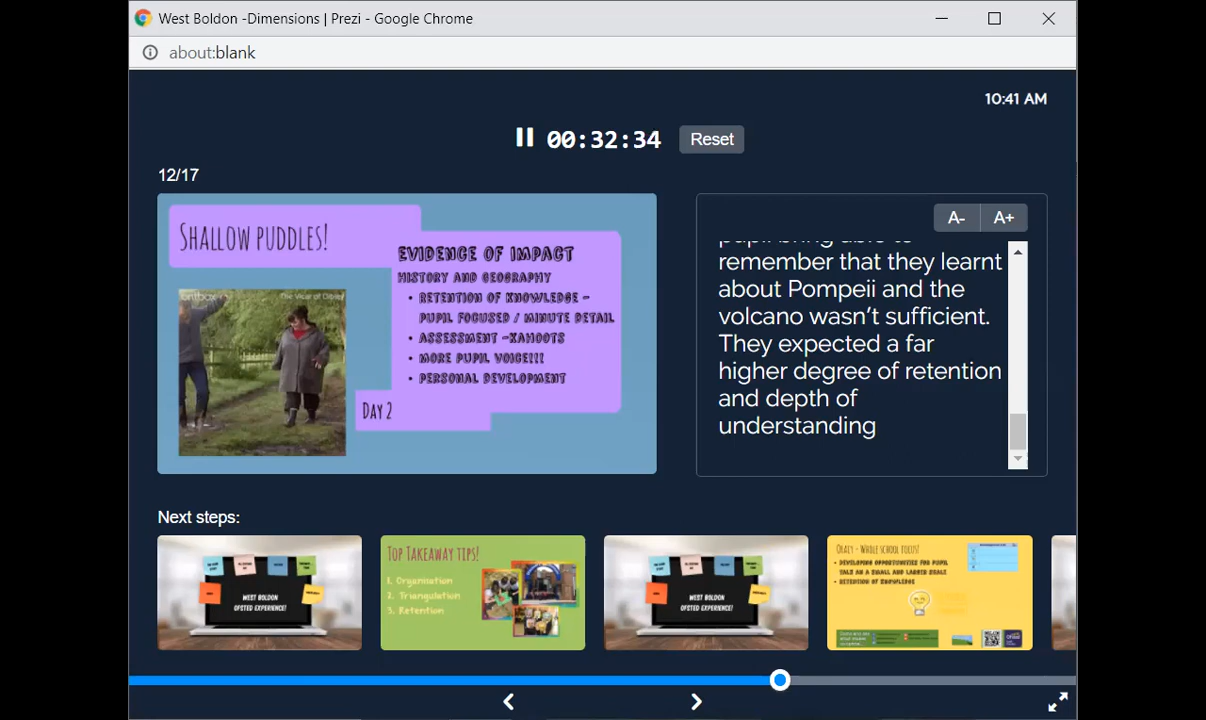 West Boldon -Dimensions | Prezi - Google Chrome
about:blank
10:41 AM
00:32:34
Reset
12/17
SHALLOW PUDDLES!
The Vicar of Dibley
EVIDENCE OF IMPACT
HISTORY AND GEOGRAPHY
• RETENTION OF KNOWLEDGE -
PUPIL FOCUSED / MINUTE DETAIL
• ASSESSMENT -KAHOOTS
• MORE PUPIL VOICE!!!
• PERSONAL DEVELOPMENT
DAY 2
A-
A+
remember that they learnt
about Pompeii and the
volcano wasn't sufficient.
They expected a far
higher degree of retention
and depth of
understanding
Next steps:
WEST BOLDON
OFSTED EXPERIENCE!
TOP TAKEAWAY TIPS!
1. Organisation
2. Triangulation
3. Retention
WEST BOLDON
OFSTED EXPERIENCE!
ORACY - WHOLE SCHOOL FOCUS!
• DEVELOPING OPPORTUNITIES FOR PUPIL
TALK ON A SMALL AND LARGER SCALE
• RETENTION OF KNOWLEDGE